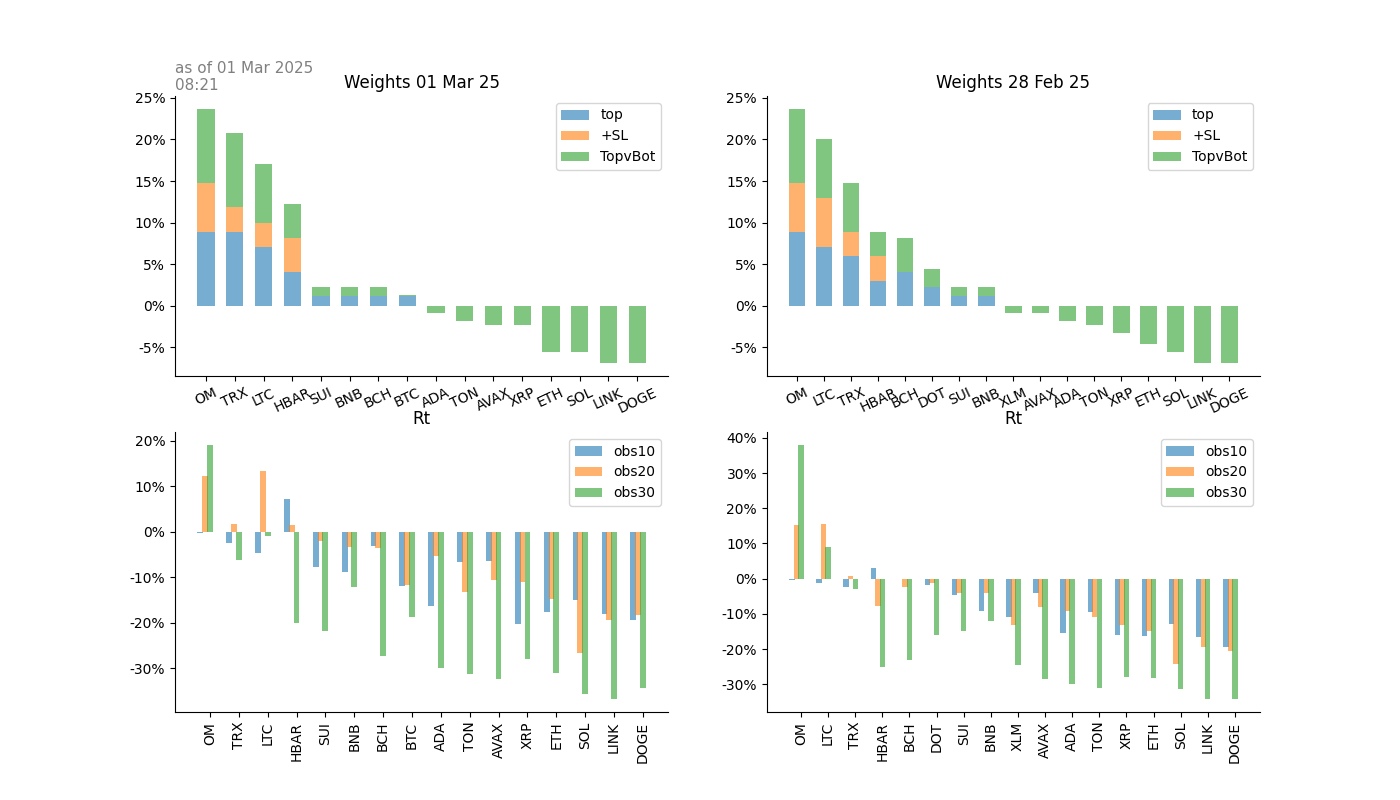 as of 01 Mar 2025
08:21
Weights 01 Mar 25
25%
20%
15%
10%
5%
0%
-5%
top
+SL
TopvBot
OM TRX LTC HBAR SUI BNB BCH BTC ADA TON AVAX XRP ETH SOL LINK DOGE
Weights 28 Feb 25
25%
20%
15%
10%
5%
0%
-5%
top
+SL
TopvBot
OM LTC TRX HBAR BCH DOT SUI BNB XLM AVAX ADA TON XRP ETH SOL LINK DOGE
Rt
20%
10%
0%
-10%
-20%
-30%
obs10
obs20
obs30
OM TRX LTC HBAR SUI BNB BCH BTC ADA TON AVAX XRP ETH SOL LINK DOGE
Rt
40%
30%
20%
10%
0%
-10%
-20%
-30%
obs10
obs20
obs30
OM LTC TRX HBAR BCH DOT SUI BNB XLM AVAX ADA TON XRP ETH SOL LINK DOGE